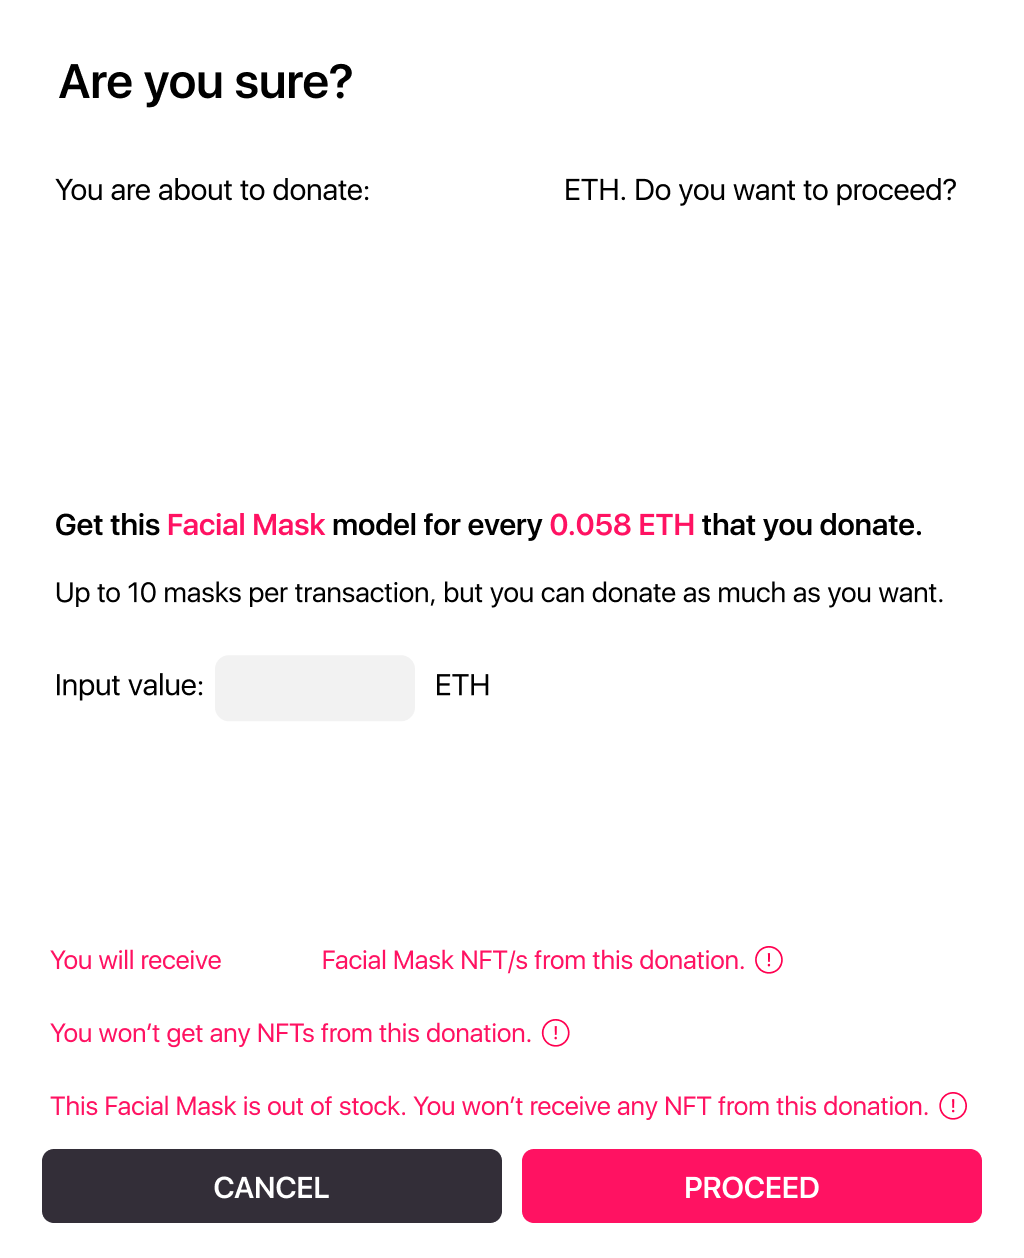 Are you sure?
You are about to donate: ETH. Do you want to proceed?
Get this Facial Mask model for every 0.058 ETH that you donate.
Up to 10 masks per transaction, but you can donate as much as you want.
Input value: ETH
You will receive Facial Mask NFT/s from this donation.
You won’t get any NFTs from this donation.
This Facial Mask is out of stock. You won’t receive any NFT from this donation.
CANCEL PROCEED